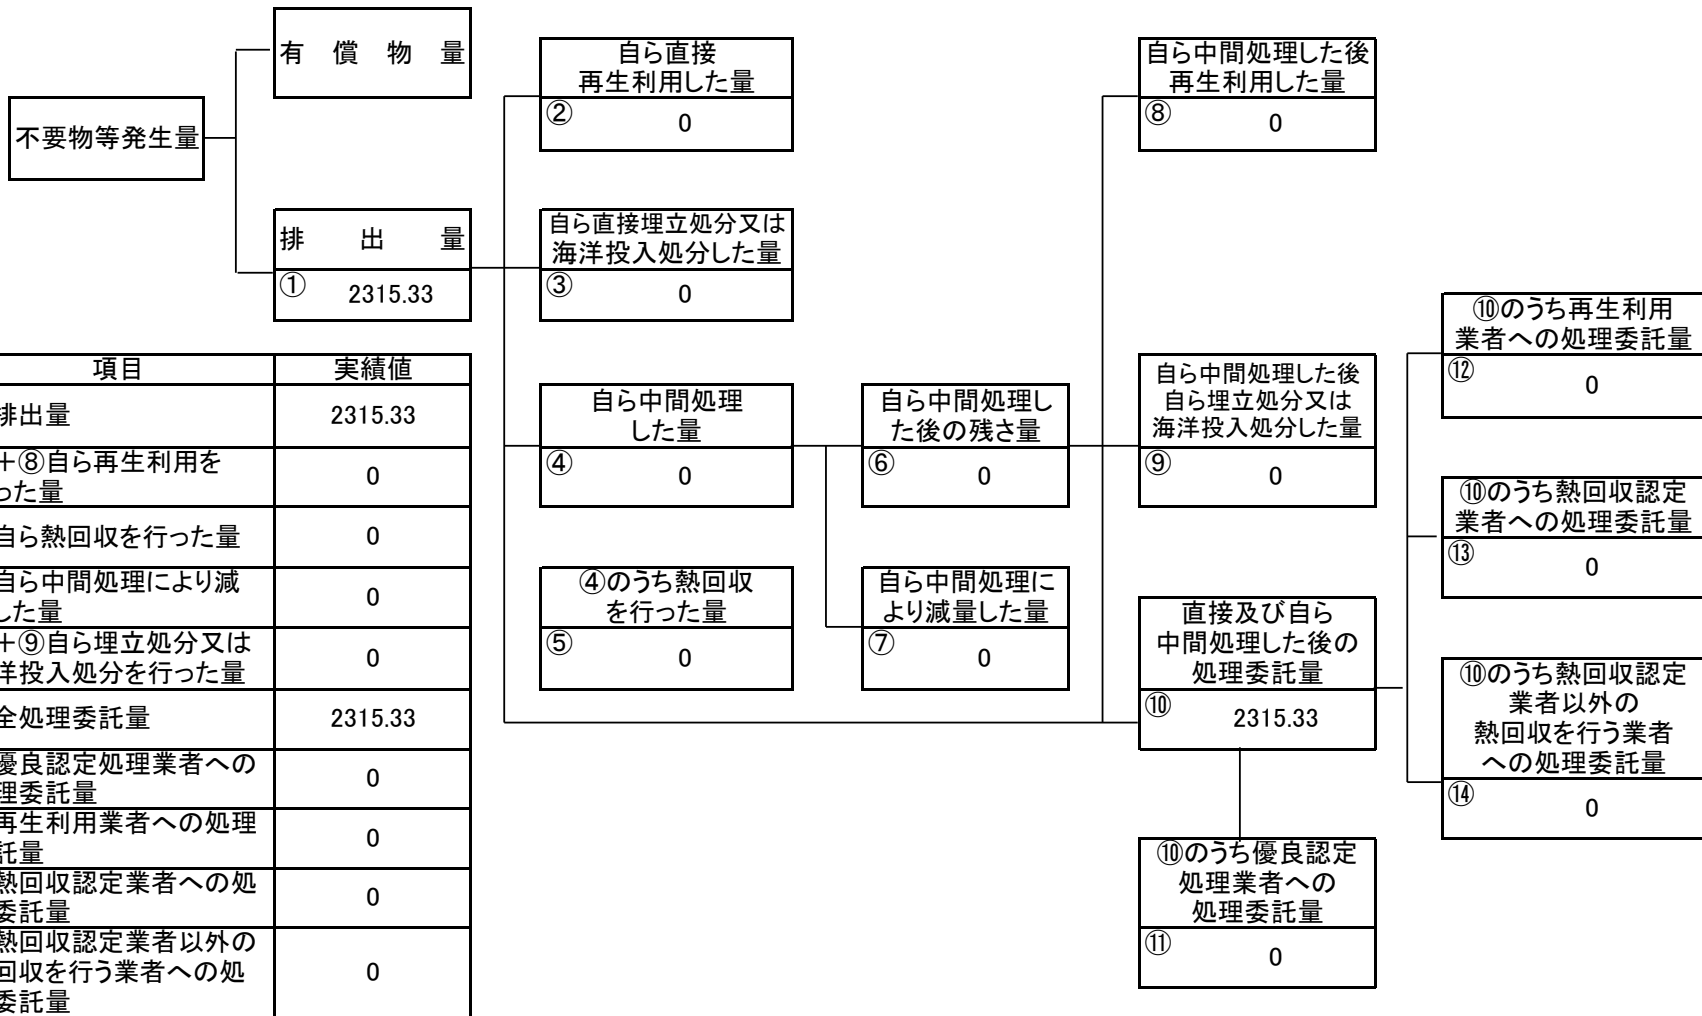 有償物量
不要物等発生量
排出量
① 2315.33
自ら直接
再生利用した量
② 0
自ら直接埋立処分又は
海洋投入処分した量
③ 0
自ら中間処理
した量
④ 0
④のうち熱回収
を行った量
⑤ 0
自ら中間処理し
た後の残さ量
⑥ 0
自ら中間処理に
より減量した量
⑦ 0
自ら中間処理した後
再生利用した量
⑧ 0
自ら中間処理した後
自ら埋立処分又は
海洋投入処分した量
⑨ 0
直接及び自ら
中間処理した後の
処理委託量
⑩ 2315.33
⑩のうち優良認定
処理業者への
処理委託量
⑪ 0
⑩のうち再生利用
業者への処理委託量
⑫ 0
⑩のうち熱回収認定
業者への処理委託量
⑬ 0
⑩のうち熱回収認定
業者以外の
熱回収を行う業者
への処理委託量
⑭ 0
項目 実績値
排出量 2315.33
+⑧自ら再生利用を
った量 0
自ら熱回収を行った量 0
自ら中間処理により減
した量 0
+⑨自ら埋立処分又は
洋投入処分を行った量 0
全処理委託量 2315.33
優良認定処理業者への
理委託量 0
再生利用業者への処理
託量 0
熱回収認定業者への処
委託量 0
熱回収認定業者以外の
回収を行う業者への処
委託量 0